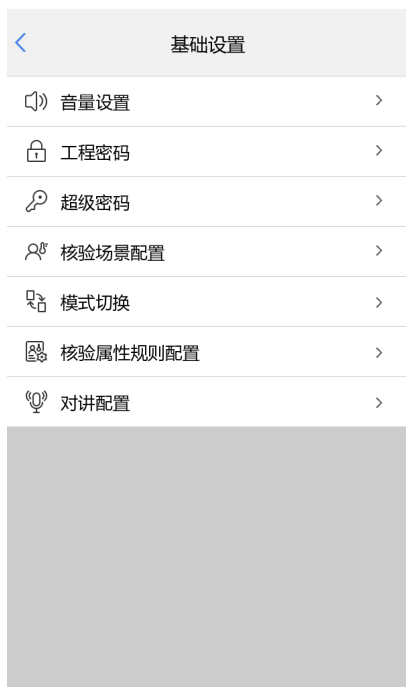 基础设置
音量设置
工程密码
超级密码
核验场景配置
模式切换
核验属性规则配置
对讲配置